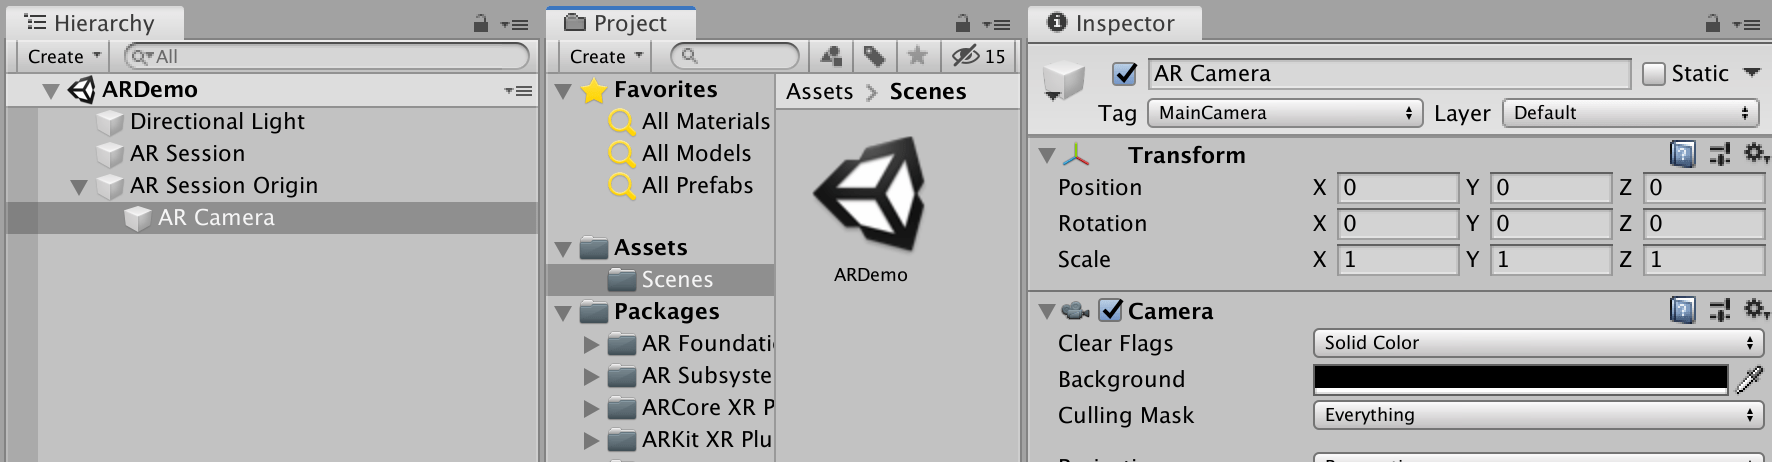 Hierarchy
Create All
ARDemo
Directional Light
AR Session
AR Session Origin
AR Camera
Project
Create 15
Favorites
All Materials
All Models
All Prefabs
Assets
Scenes
Packages
AR Foundati
AR Subsyste
ARCore XR P
ARKit XR Plu
Assets > Scenes
ARDemo
Inspector
AR Camera Static
Tag MainCamera Layer Default
Transform
Position X 0 Y 0 Z 0
Rotation X 0 Y 0 Z 0
Scale X 1 Y 1 Z 1
Camera
Clear Flags Solid Color
Background
Culling Mask Everything